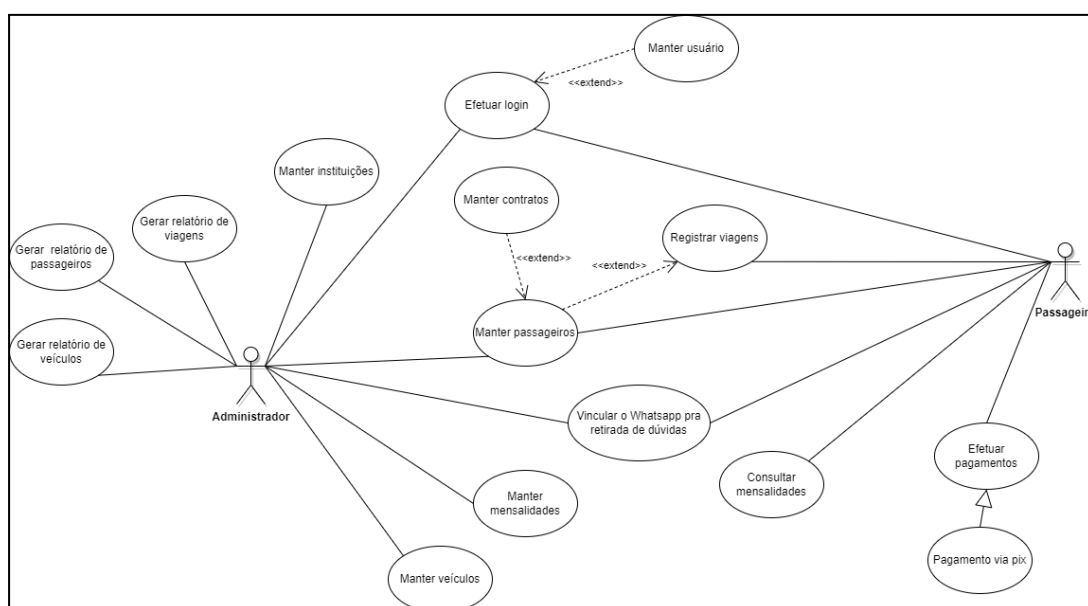 Manter usuário
<<extend>>
Efetuar login
Manter instituições
Manter contratos
Gerar relatório de
viagens
Registrar viagens
Gerar  relatório de
passageiros
<<extend>>
<<extend>>
Passageir
Manter passageiros
Gerar relatório de
veículos
Administrador
Vincular o Whatsapp pra
retirada de dúvidas
Efetuar
pagamentos
Consultar
mensalidades
Manter
mensalidades
Pagamento via pix
Manter veículos